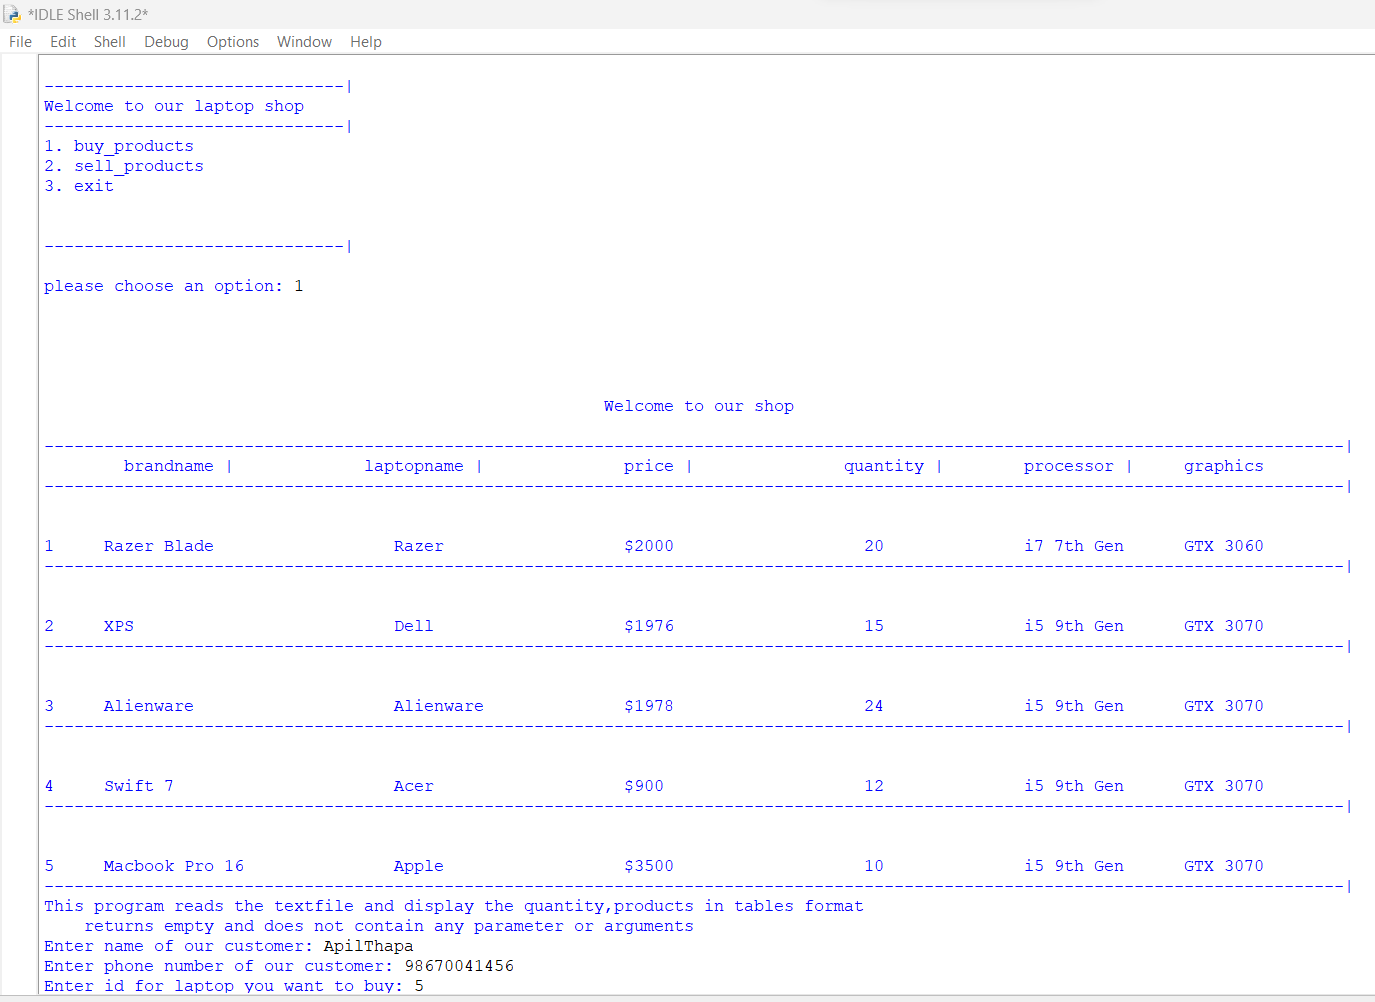 *IDLE Shell 3.11.2*
File Edit Shell Debug Options Window Help
------------------------------|
Welcome to our laptop shop
------------------------------|
1. buy_products
2. sell_products
3. exit
------------------------------|
please choose an option: 1
Welcome to our shop
----------------------------------------------------------------------------------------------------------------------------------|
brandname | laptopname | price | quantity | processor | graphics
----------------------------------------------------------------------------------------------------------------------------------|
1 Razer Blade Razer $2000 20 i7 7th Gen GTX 3060
----------------------------------------------------------------------------------------------------------------------------------|
2 XPS Dell $1976 15 i5 9th Gen GTX 3070
----------------------------------------------------------------------------------------------------------------------------------|
3 Alienware Alienware $1978 24 i5 9th Gen GTX 3070
----------------------------------------------------------------------------------------------------------------------------------|
4 Swift 7 Acer $900 12 i5 9th Gen GTX 3070
----------------------------------------------------------------------------------------------------------------------------------|
5 Macbook Pro 16 Apple $3500 10 i5 9th Gen GTX 3070
----------------------------------------------------------------------------------------------------------------------------------|
This program reads the textfile and display the quantity,products in tables format
returns empty and does not contain any parameter or arguments
Enter name of our customer: ApilThapa
Enter phone number of our customer: 98670041456
Enter id for laptop you want to buy: 5